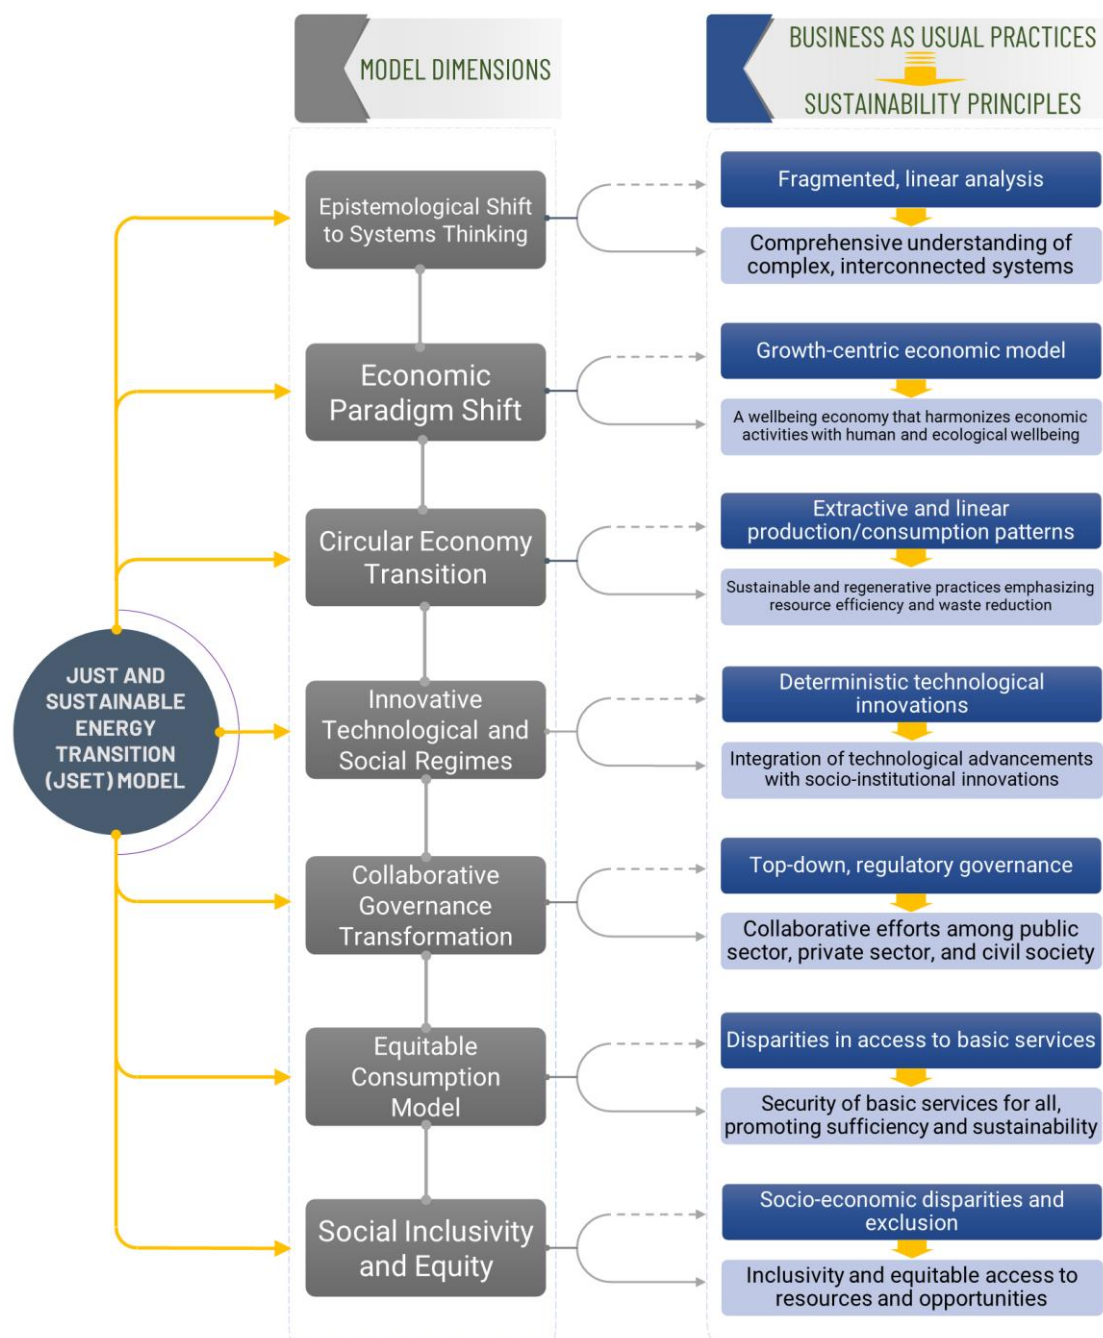 MODEL DIMENSIONS
BUSINESS AS USUAL PRACTICES
SUSTAINABILITY PRINCIPLES
JUST AND
SUSTAINABLE
ENERGY
TRANSITION
(JSET) MODEL
Epistemological Shift
to Systems Thinking
Fragmented, linear analysis
Comprehensive understanding of
complex, interconnected systems
Economic
Paradigm Shift
Growth-centric economic model
A wellbeing economy that harmonizes economic
activities with human and ecological wellbeing
Circular Economy
Transition
Extractive and linear
production/consumption patterns
Sustainable and regenerative practices emphasizing
resource efficiency and waste reduction
Innovative
Technological and
Social Regimes
Deterministic technological
innovations
Integration of technological advancements
with socio-institutional innovations
Collaborative
Governance
Transformation
Top-down, regulatory governance
Collaborative efforts among public
sector, private sector, and civil society
Equitable
Consumption
Model
Disparities in access to basic services
Security of basic services for all,
promoting sufficiency and sustainability
Social Inclusivity
and Equity
Socio-economic disparities and
exclusion
Inclusivity and equitable access to
resources and opportunities